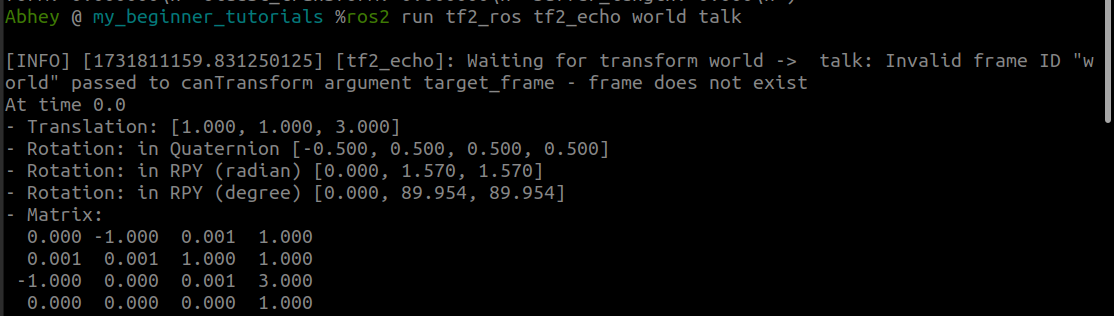 Abhey @ my_beginner_tutorials %ros2 run tf2_ros tf2_echo world talk
[INFO] [1731811159.831250125] [tf2_echo]: Waiting for transform world ->  talk: Invalid frame ID "w
orld" passed to canTransform argument target_frame - frame does not exist
At time 0.0
- Translation: [1.000, 1.000, 3.000]
- Rotation: in Quaternion [-0.500, 0.500, 0.500, 0.500]
- Rotation: in RPY (radian) [0.000, 1.570, 1.570]
- Rotation: in RPY (degree) [0.000, 89.954, 89.954]
- Matrix:
  0.000 -1.000  0.001  1.000
  0.001  0.001  1.000  1.000
 -1.000  0.000  0.001  3.000
  0.000  0.000  0.000  1.000